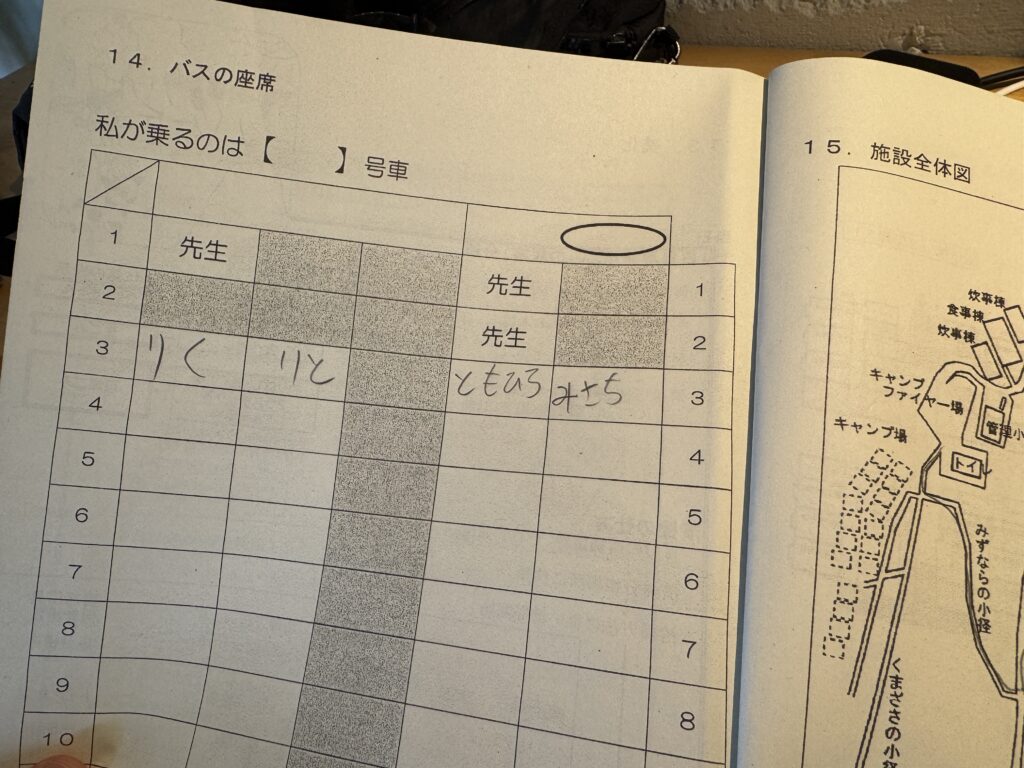 14．バスの座席
私が乗るのは【　　】号車
1 先生 先生 1
2 先生 2
3 りく りと ともひろ みさち 3
4 4
5 5
6 6
7 7
8 8
9
10
15．施設全体図
炊事棟
食事棟
炊事棟
キャンプ
ファイヤー場
管理小
キャンプ場
トイレ
みずならの小径
くまざさの小径